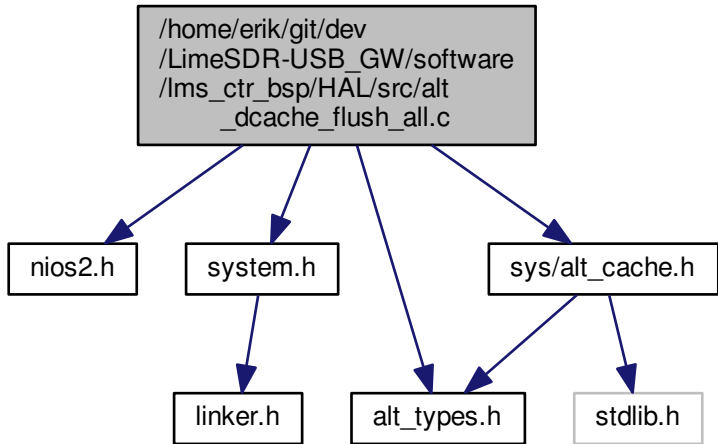 /home/erik/git/dev
/LimeSDR-USB_GW/software
/lms_ctr_bsp/HAL/src/alt
_dcache_flush_all.c
nios2.h
system.h
sys/alt_cache.h
linker.h
alt_types.h
stdlib.h